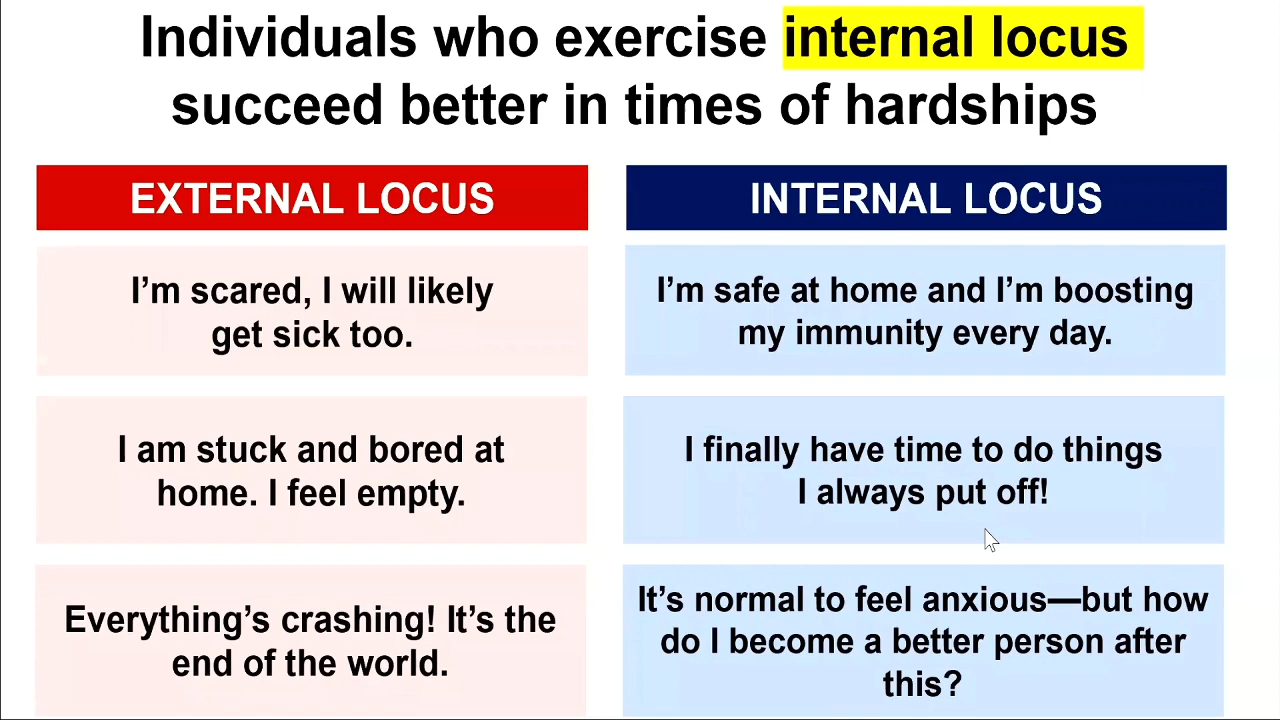 Individuals who exercise internal locus
succeed better in times of hardships
EXTERNAL LOCUS
INTERNAL LOCUS
I’m scared, I will likely
get sick too.
I’m safe at home and I’m boosting
my immunity every day.
I am stuck and bored at
home. I feel empty.
I finally have time to do things
I always put off!
Everything’s crashing! It’s the
end of the world.
It’s normal to feel anxious—but how
do I become a better person after
this?